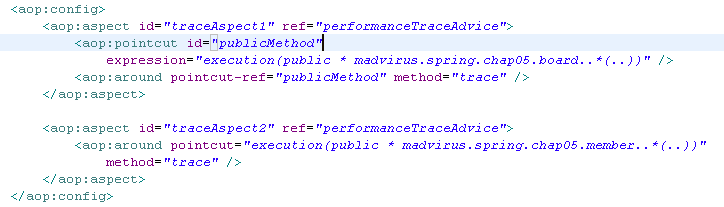 <aop:config>
<aop:aspect id="traceAspect1" ref="performanceTraceAdvice">
<aop:pointcut id="publicMethod"
expression="execution(public * madvirus.spring.chap05.board..*(..))" />
<aop:around pointcut-ref="publicMethod" method="trace" />
</aop:aspect>
<aop:aspect id="traceAspect2" ref="performanceTraceAdvice">
<aop:around pointcut="execution(public * madvirus.spring.chap05.member..*(..))"
method="trace" />
</aop:aspect>
</aop:config>